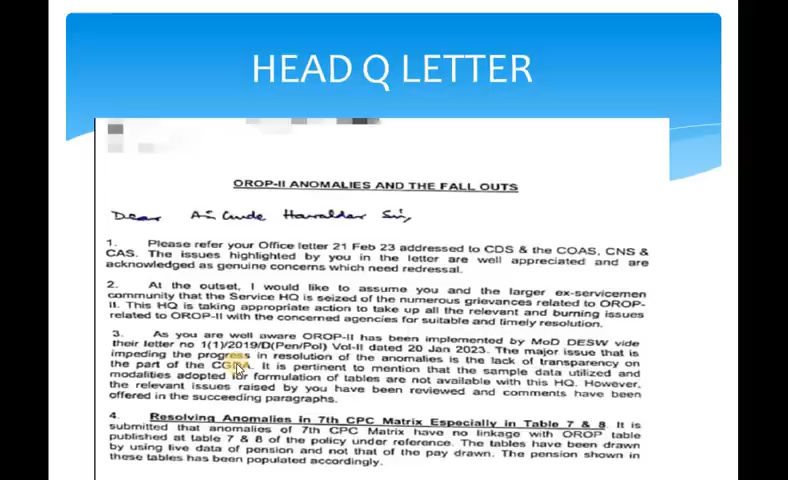 HEAD Q LETTER
OROP-II ANOMALIES AND THE FALL OUTS
Dear Air Cmde Havaldar Sir,
1. Please refer your Office letter 21 Feb 23 addressed to CDS & the COAS, CNS &
CAS. The issues highlighted by you in the letter are well appreciated and are
acknowledged as genuine concerns which need redressal.
2. At the outset, I would like to assume you and the larger ex-servicemen
community that the Service HQ is seized of the numerous grievances related to OROP-
II. This HQ is taking appropriate action to take up all the relevant and burning issues
related to OROP-II with the concerned agencies for suitable and timely resolution.
3. As you are well aware OROP-II has been implemented by MoD DESW vide
their letter no 1(1)/2019/D(Pen/Pol) Vol-II dated 20 Jan 2023. The major issue that is
impeding the progress in resolution of the anomalies is the lack of transparency on
the part of the CGDA. It is pertinent to mention that the sample data utilized and
modalities adopted for formulation of tables are not available with this HQ. However,
the relevant issues raised by you have been reviewed and comments have been
offered in the succeeding paragraphs.
4. Resolving Anomalies in 7th CPC Matrix Especially in Table 7 & 8. It is
submitted that anomalies of 7th CPC Matrix have no linkage with OROP table
published at table 7 & 8 of the policy under reference. The tables have been drawn
by using live data of pension and not that of the pay drawn. The pension shown in
these tables has been populated accordingly.